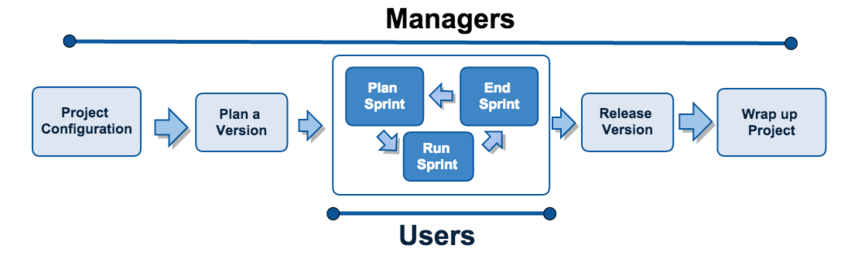 Managers
Project
Configuration
Plan a
Version
Plan
Sprint
End
Sprint
Run
Sprint
Release
Version
Wrap up
Project
Users